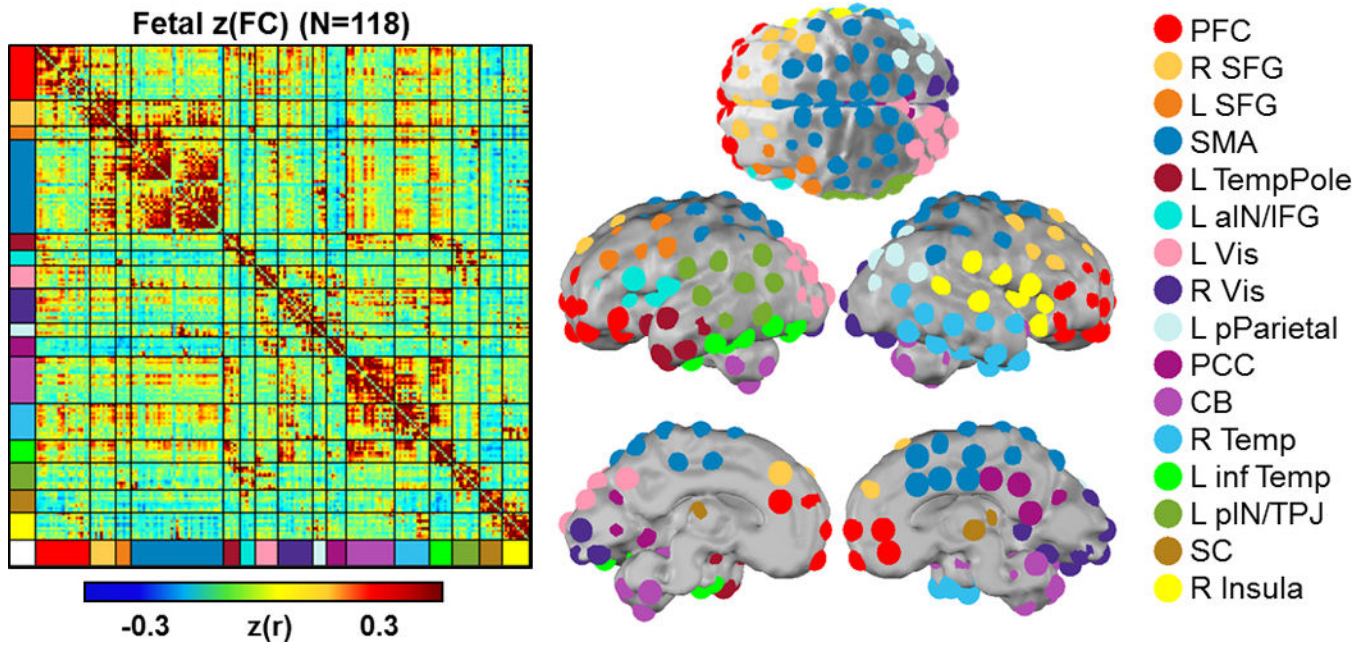 Fetal z(FC) (N=118)
-0.3 z(r) 0.3
PFC
R SFG
L SFG
SMA
L TempPole
L aIN/IFG
L Vis
R Vis
L pParietal
PCC
CB
R Temp
L inf Temp
L pIN/TPJ
SC
R Insula